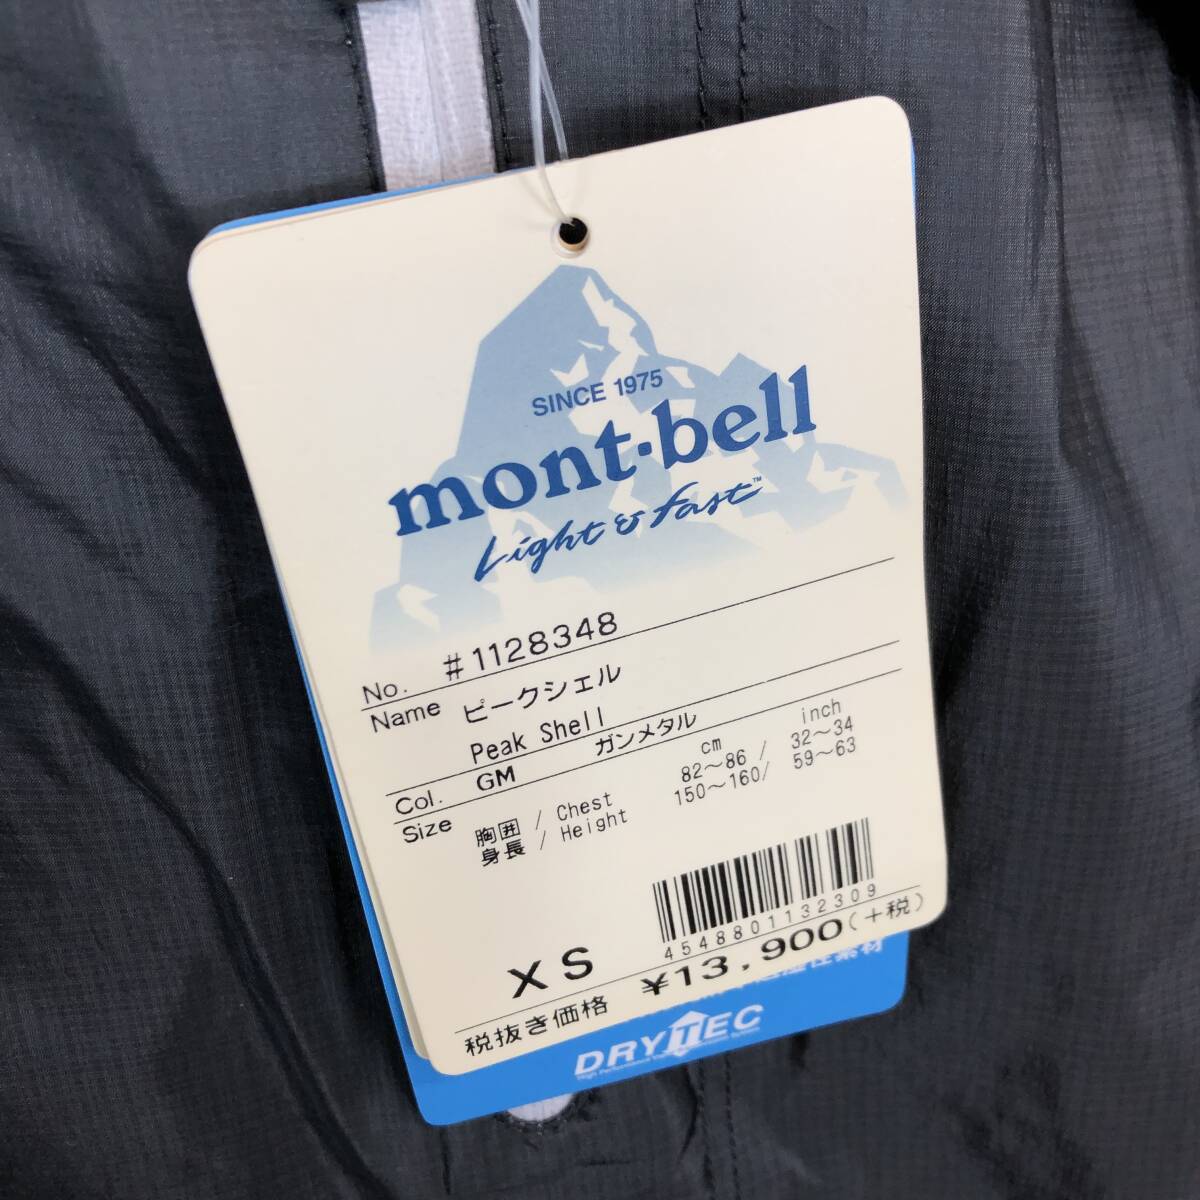 SINCE 1975
mont-bell
Light & fast™
No. #1128348
Name ピークシェル
Peak Shell
Col. GM ガンメタル
Size cm inch
胸囲 / Chest 82〜86 / 32〜34
身長 / Height 150〜160/ 59〜63
4548801132309
XS
税抜き価格 ¥13,900(+税)
DRYTEC